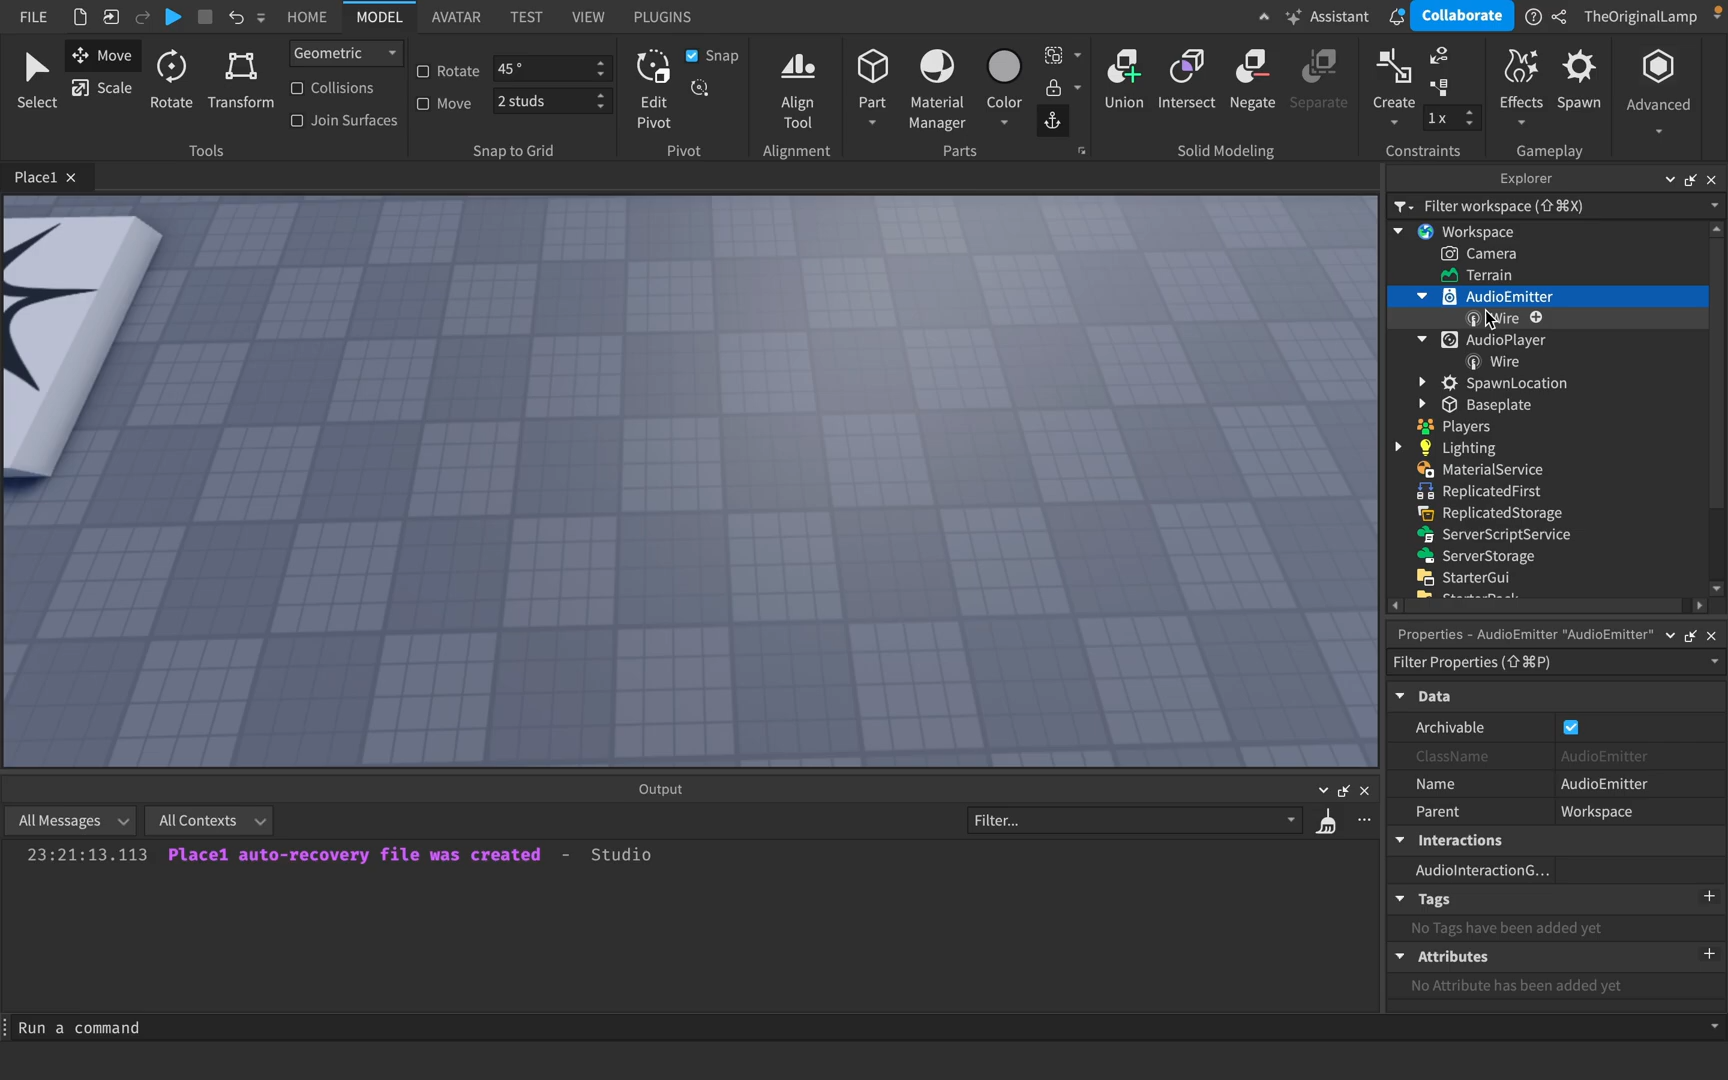 FILE HOME MODEL AVATAR TEST VIEW PLUGINS Assistant Collaborate TheOriginalLamp
Select Move Scale Rotate Transform Geometric Collisions Join Surfaces
Tools
Rotate 45 °
Move 2 studs
Snap to Grid
Edit Pivot Snap
Pivot
Align Tool
Alignment
Part Material Manager Color
Parts
Union Intersect Negate Separate
Solid Modeling
Create 1 x
Constraints
Effects Spawn
Gameplay
Advanced
Place1
Explorer
Filter workspace (⇧⌘X)
Workspace
Camera
Terrain
AudioEmitter
Wire
AudioPlayer
Wire
SpawnLocation
Baseplate
Players
Lighting
MaterialService
ReplicatedFirst
ReplicatedStorage
ServerScriptService
ServerStorage
StarterGui
StarterPack
Properties - AudioEmitter "AudioEmitter"
Filter Properties (⇧⌘P)
Data
Archivable
ClassName AudioEmitter
Name AudioEmitter
Parent Workspace
Interactions
AudioInteractionG...
Tags
No Tags have been added yet
Attributes
No Attribute has been added yet
Output
All Messages All Contexts Filter...
23:21:13.113 Place1 auto-recovery file was created - Studio
Run a command